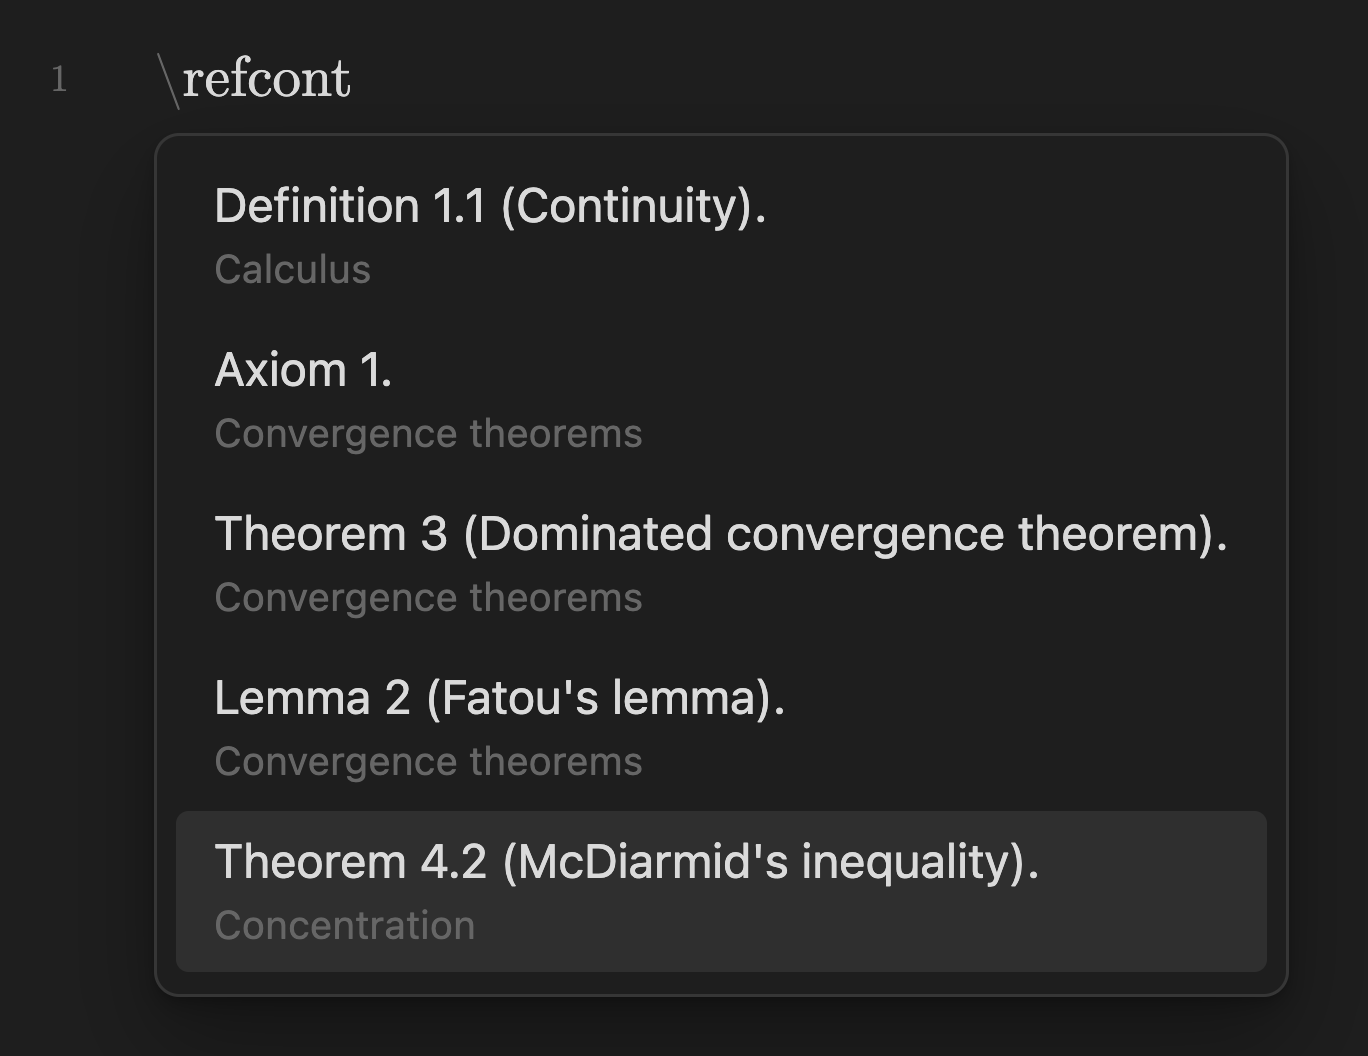 1 \refcont
Definition 1.1 (Continuity).
Calculus
Axiom 1.
Convergence theorems
Theorem 3 (Dominated convergence theorem).
Convergence theorems
Lemma 2 (Fatou's lemma).
Convergence theorems
Theorem 4.2 (McDiarmid's inequality).
Concentration